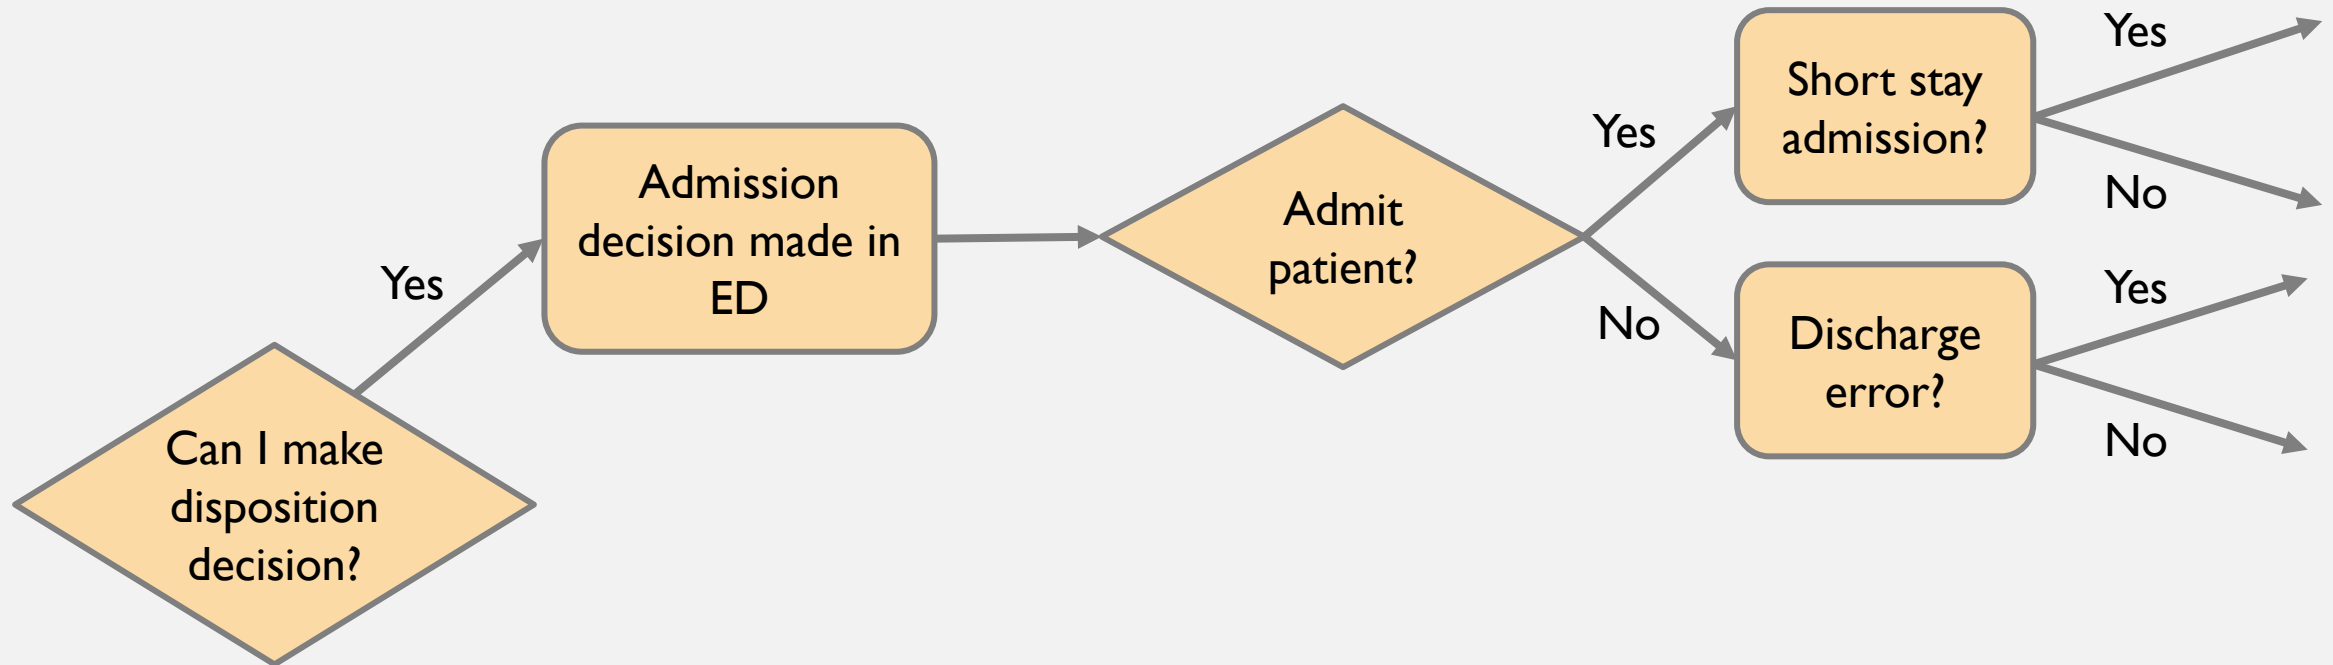 Can I make
disposition
decision?
Yes
Admission
decision made in
ED
Admit
patient?
Yes
No
Short stay
admission?
Yes
No
Discharge
error?
Yes
No